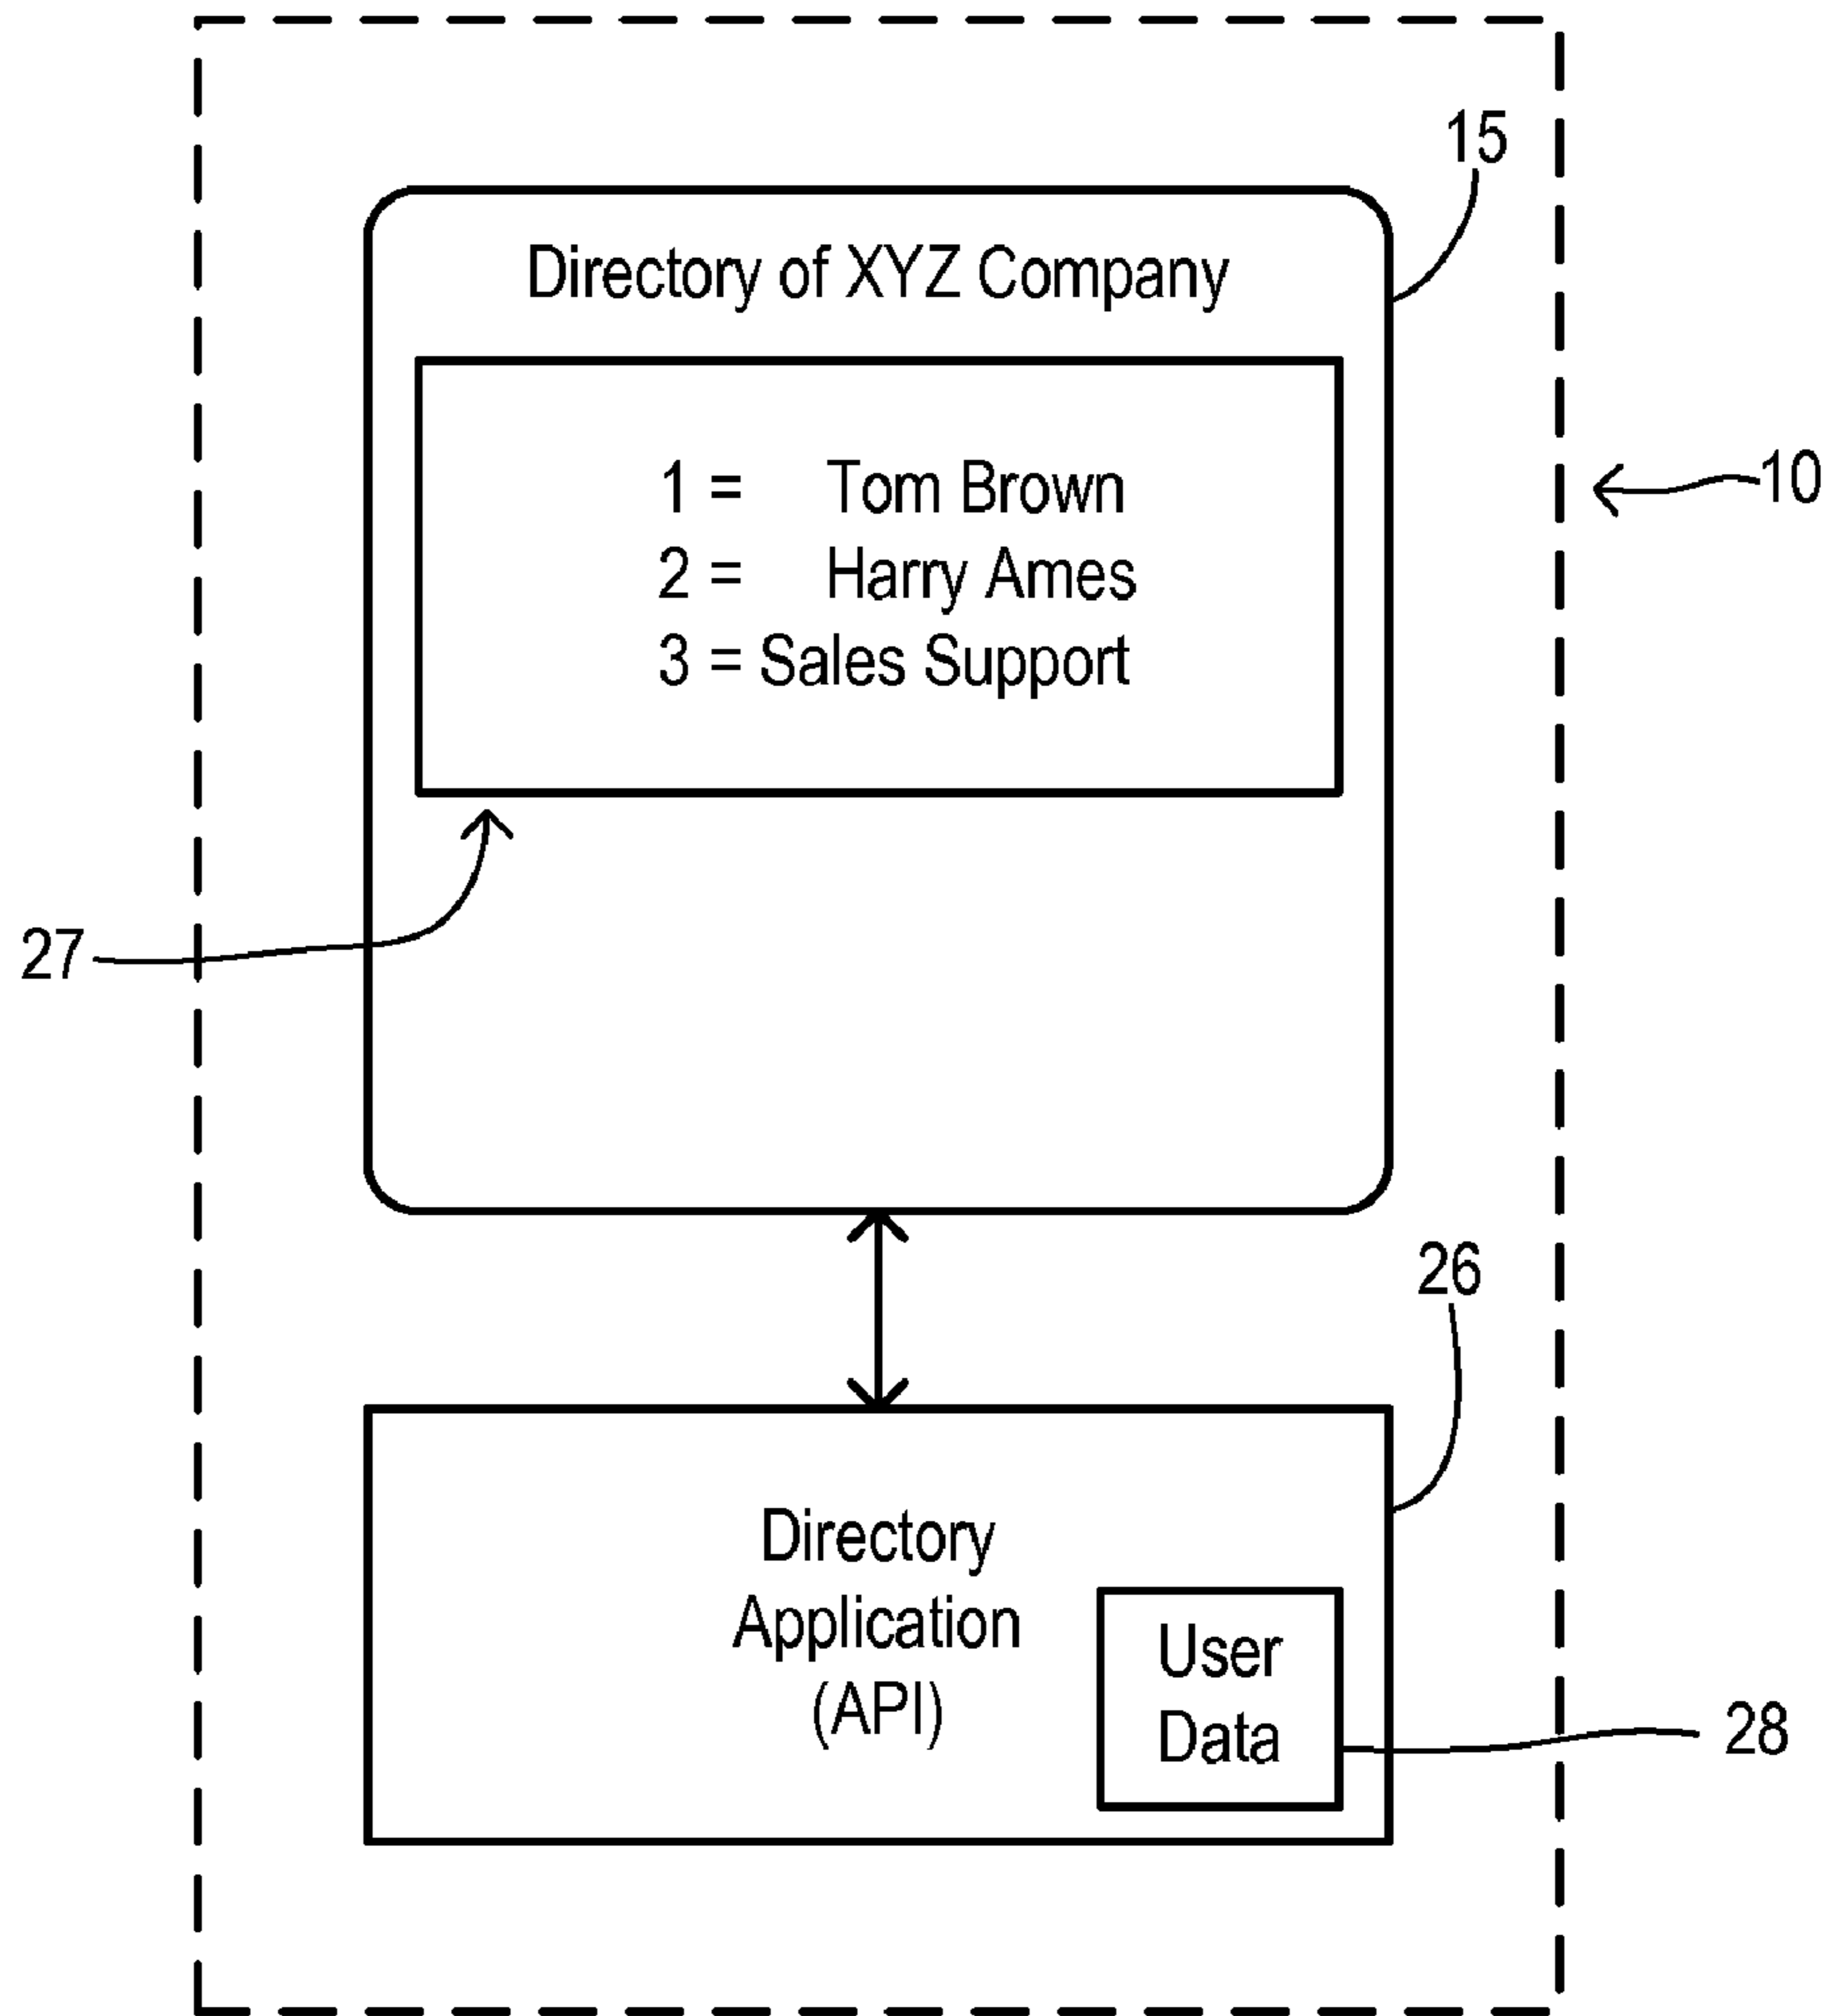 15
Directory of XYZ Company
1 = Tom Brown
10
2 = Harry Ames
3 = Sales Support
27
26
Directory
Application
(API)
User
Data
28